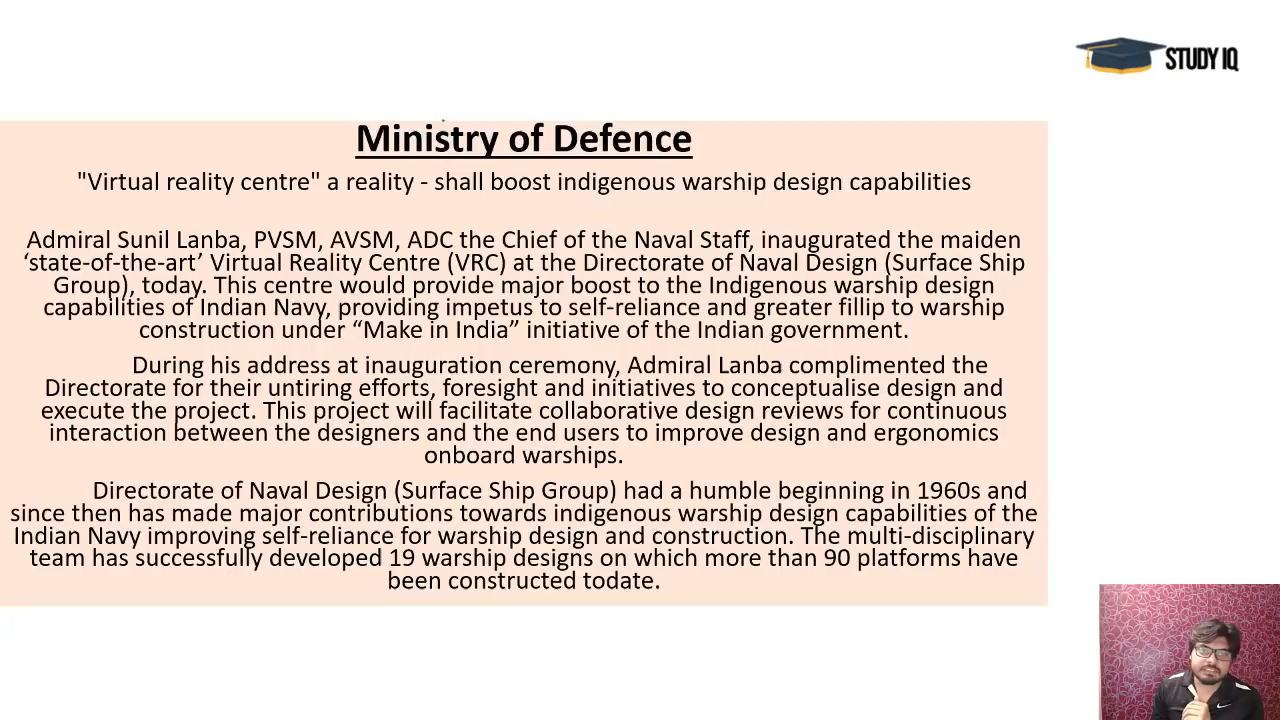 STUDY IQ
Ministry of Defence
"Virtual reality centre" a reality - shall boost indigenous warship design capabilities
Admiral Sunil Lanba, PVSM, AVSM, ADC the Chief of the Naval Staff, inaugurated the maiden
‘state-of-the-art’ Virtual Reality Centre (VRC) at the Directorate of Naval Design (Surface Ship
Group), today. This centre would provide major boost to the Indigenous warship design
capabilities of Indian Navy, providing impetus to self-reliance and greater fillip to warship
construction under “Make in India” initiative of the Indian government.
During his address at inauguration ceremony, Admiral Lanba complimented the
Directorate for their untiring efforts, foresight and initiatives to conceptualise design and
execute the project. This project will facilitate collaborative design reviews for continuous
interaction between the designers and the end users to improve design and ergonomics
onboard warships.
Directorate of Naval Design (Surface Ship Group) had a humble beginning in 1960s and
since then has made major contributions towards indigenous warship design capabilities of the
Indian Navy improving self-reliance for warship design and construction. The multi-disciplinary
team has successfully developed 19 warship designs on which more than 90 platforms have
been constructed todate.